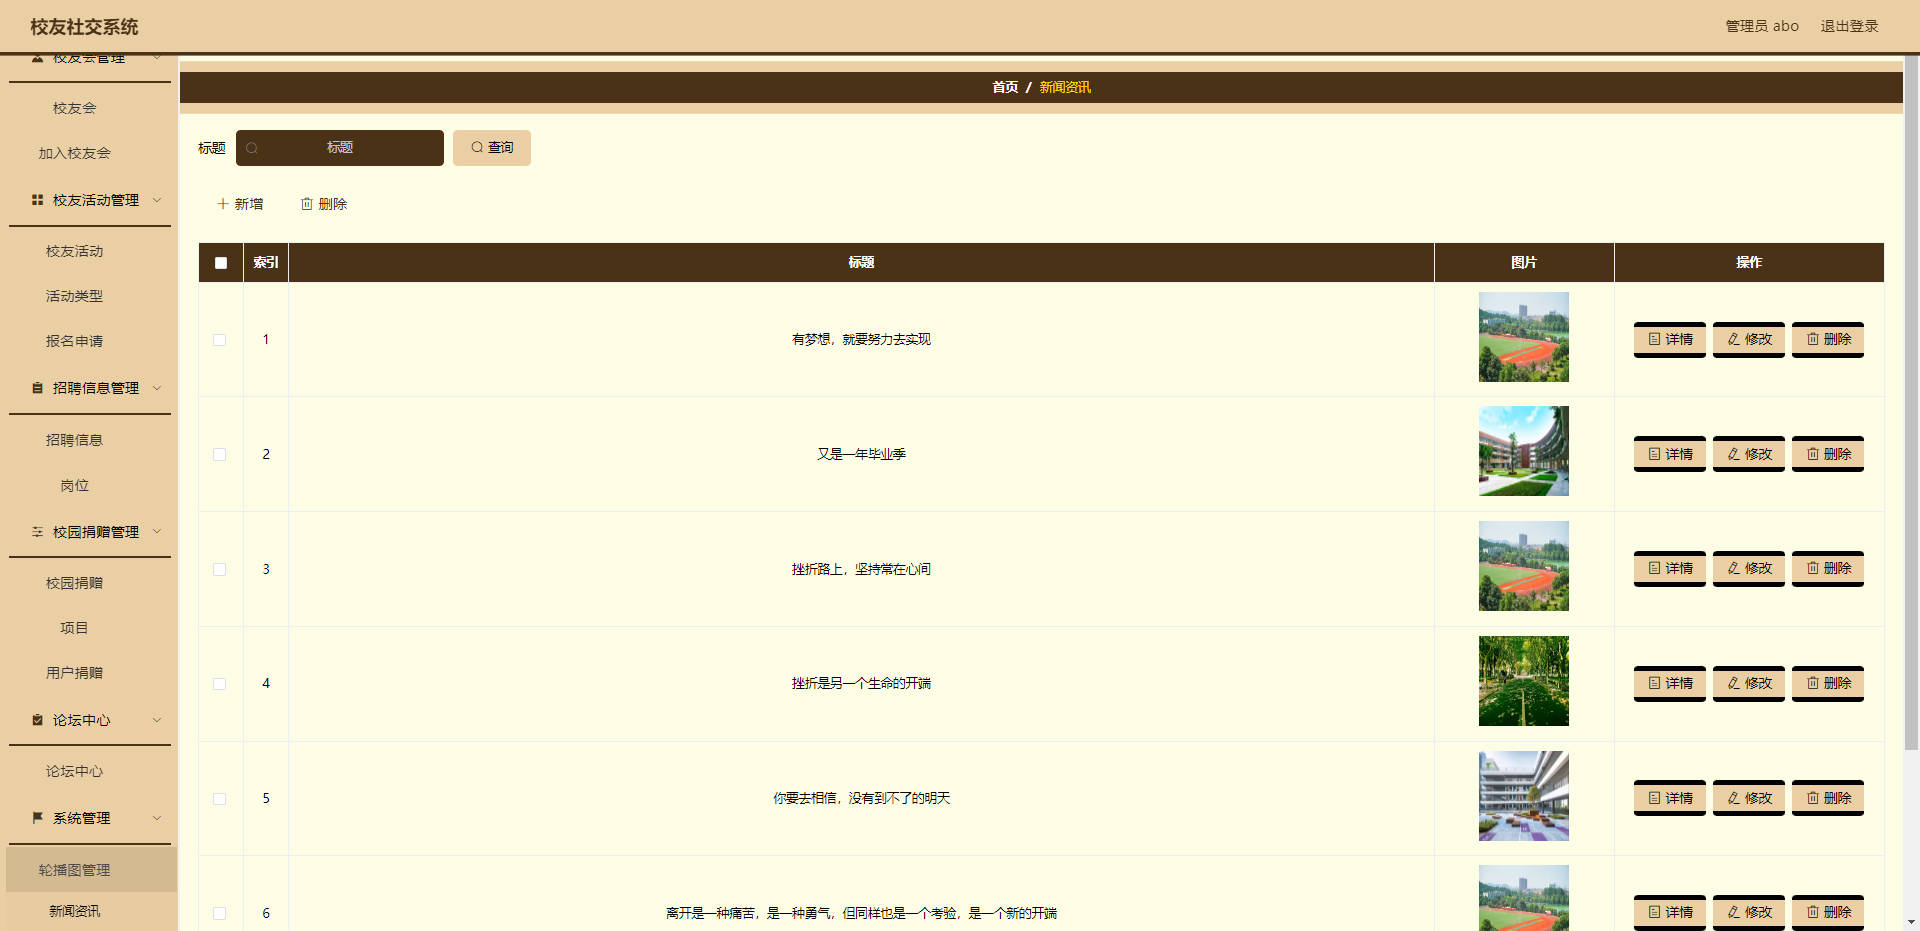 校友社交系统
管理员 abo 退出登录
校友会管理
校友会
加入校友会
校友活动管理
校友活动
活动类型
报名申请
招聘信息管理
招聘信息
岗位
校园捐赠管理
校园捐赠
项目
用户捐赠
论坛中心
论坛中心
系统管理
轮播图管理
新闻资讯
首页 / 新闻资讯
标题 标题 查询
新增 删除
索引 标题 图片 操作
1 有梦想，就要努力去实现 详情 修改 删除
2 又是一年毕业季 详情 修改 删除
3 挫折路上，坚持常在心间 详情 修改 删除
4 挫折是另一个生命的开端 详情 修改 删除
5 你要去相信，没有到不了的明天 详情 修改 删除
6 离开是一种痛苦，是一种勇气，但同样也是一个考验，是一个新的开端 详情 修改 删除